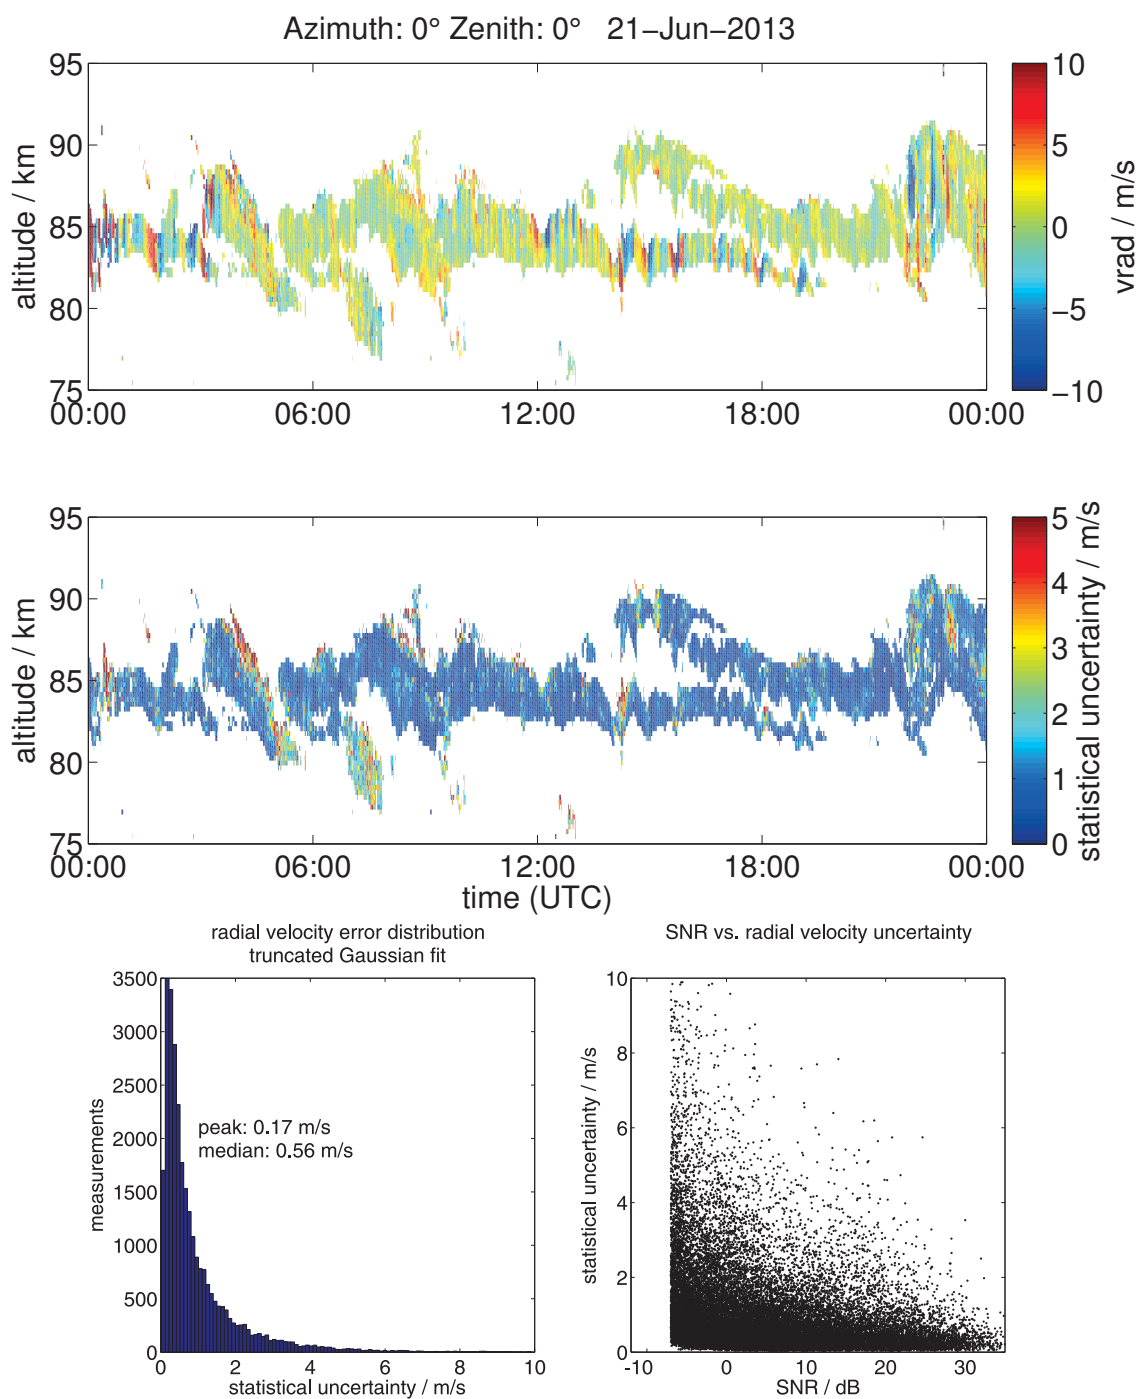 Azimuth: 0° Zenith: 0° 21−Jun−2013
95
90
85
80
75
altitude / km
00:00 06:00 12:00 18:00 00:00
10
5
0
−5
−10
vrad / m/s
95
90
85
80
75
altitude / km
00:00 06:00 12:00 18:00 00:00
time (UTC)
5
4
3
2
1
0
statistical uncertainty / m/s
radial velocity error distribution
truncated Gaussian fit
3500
3000
2500
2000
1500
1000
500
0
measurements
peak: 0.17 m/s
median: 0.56 m/s
0 2 4 6 8 10
statistical uncertainty / m/s
SNR vs. radial velocity uncertainty
10
8
6
4
2
0
statistical uncertainty / m/s
−10 0 10 20 30
SNR / dB